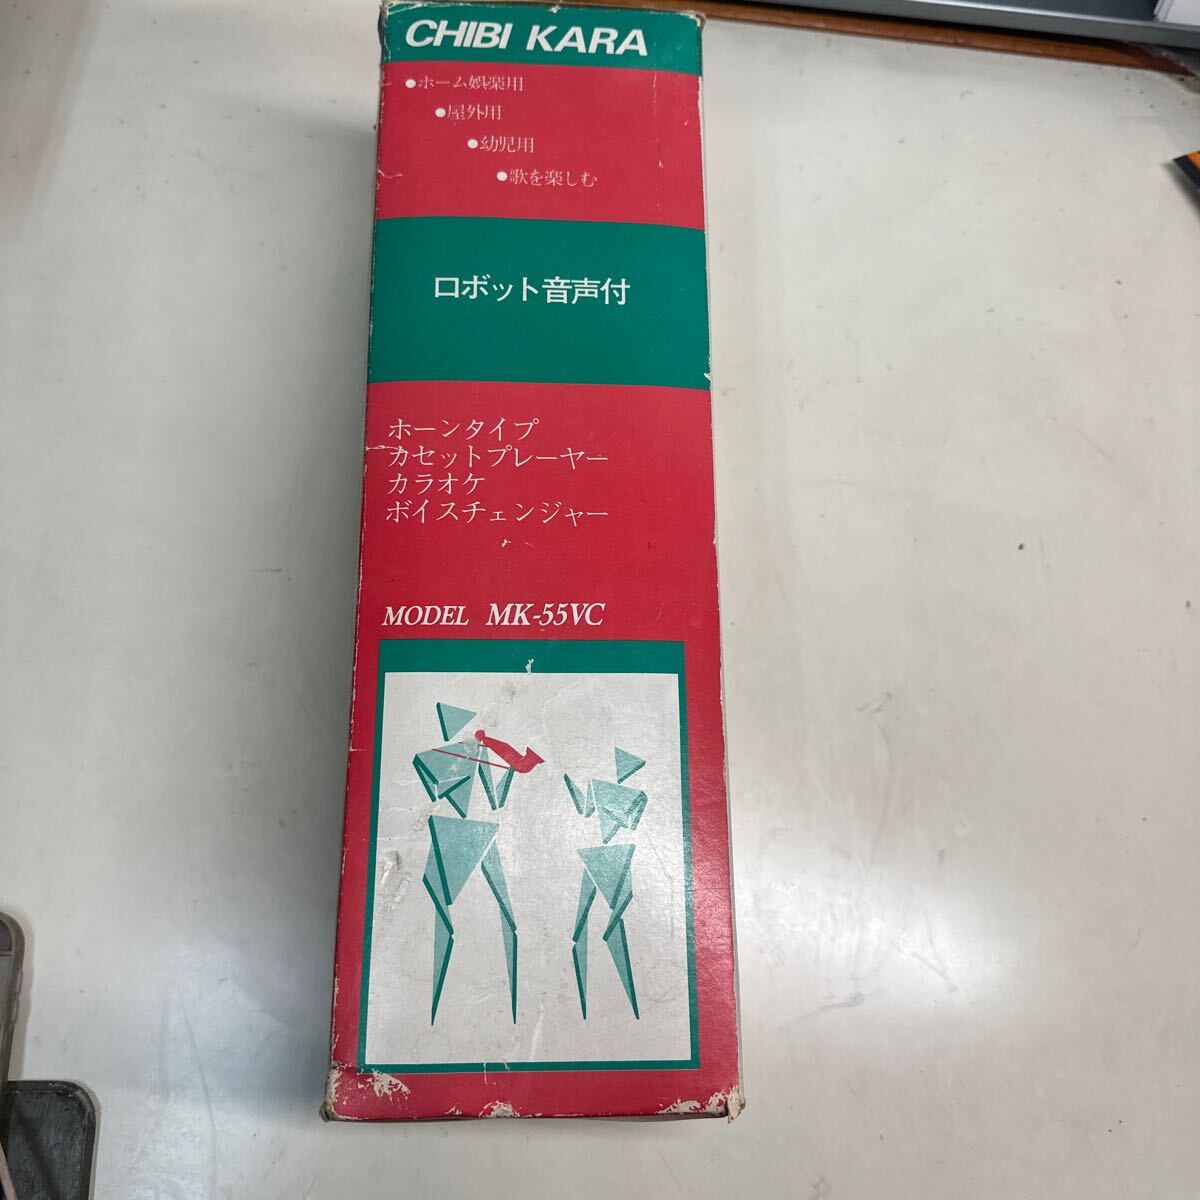 CHIBI KARA
●ホーム娯楽用
●屋外用
●幼児用
●歌を楽しむ
ロボット音声付
ホーンタイプ
カセットプレーヤー
カラオケ
ボイスチェンジャー
MODEL MK-55VC